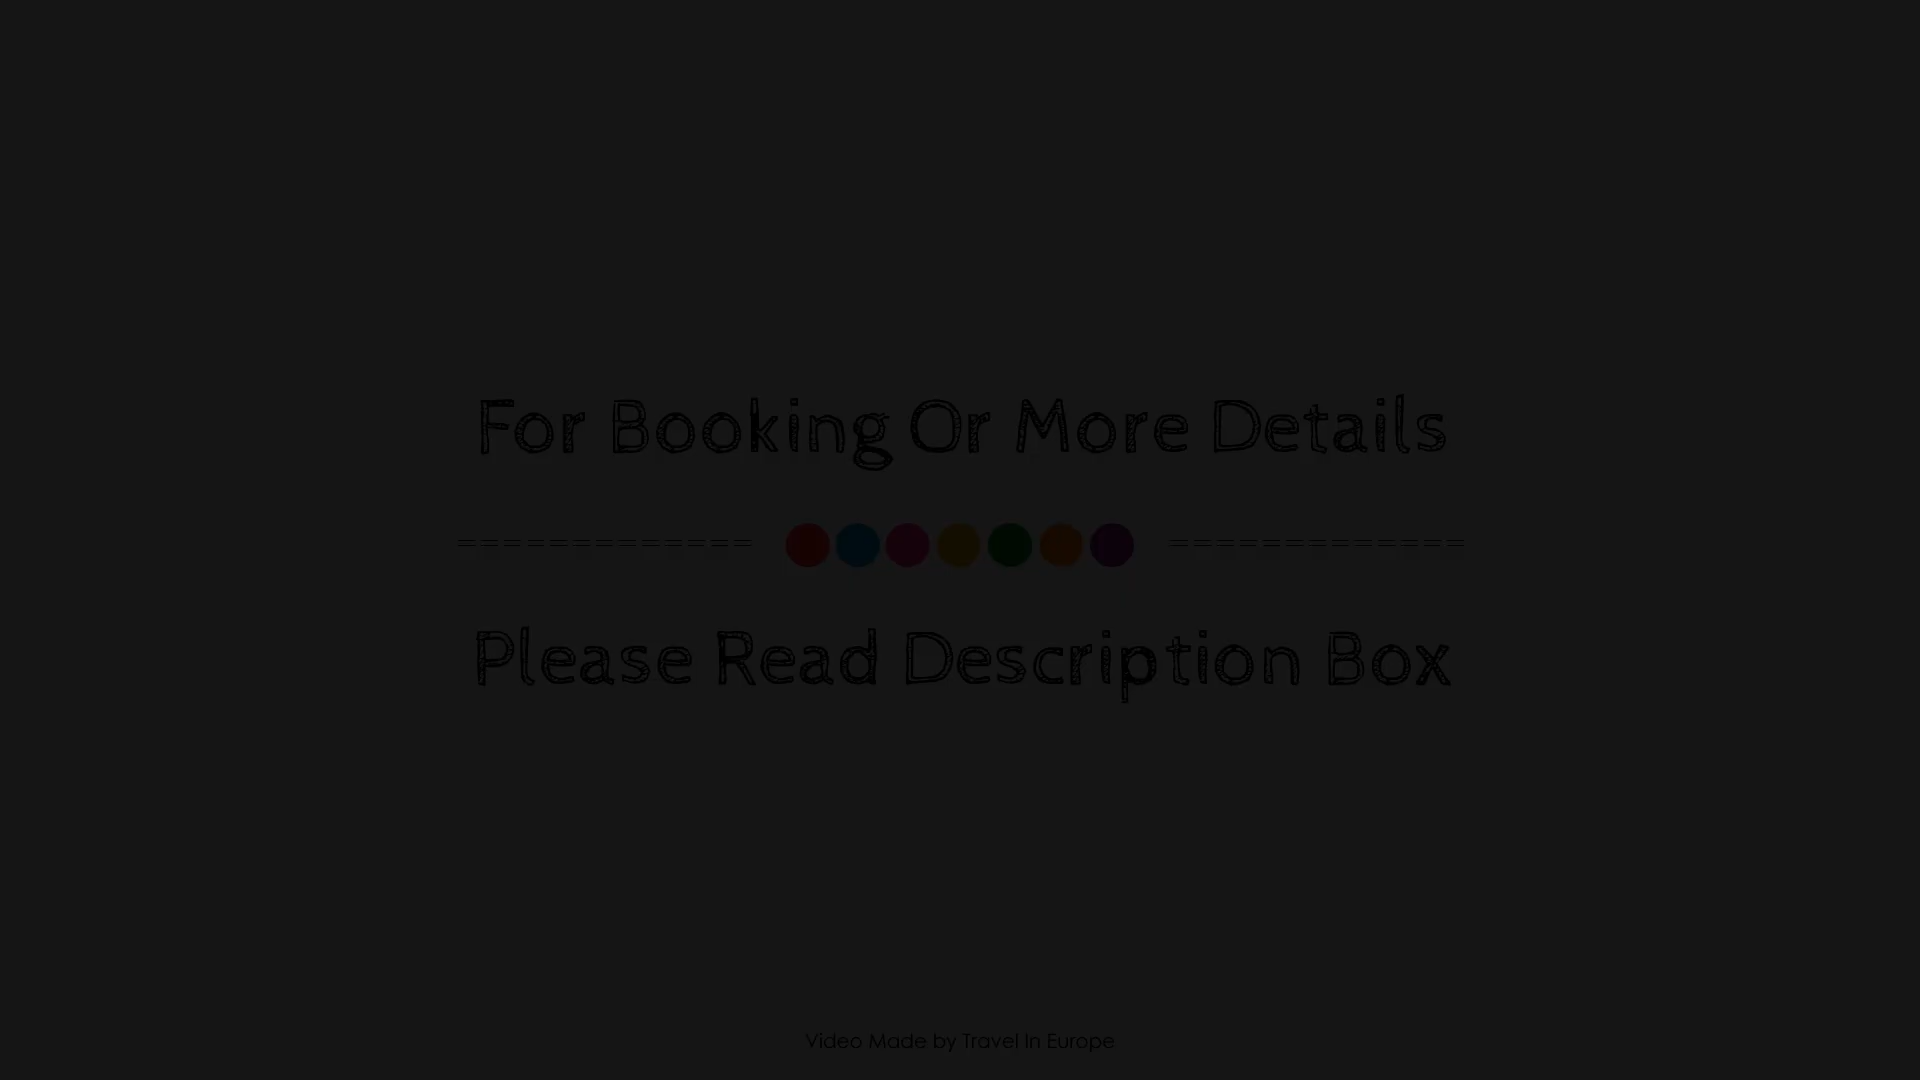 For Booking Or More Details
============= =============
Please Read Description Box
Video Made by Travel In Europe